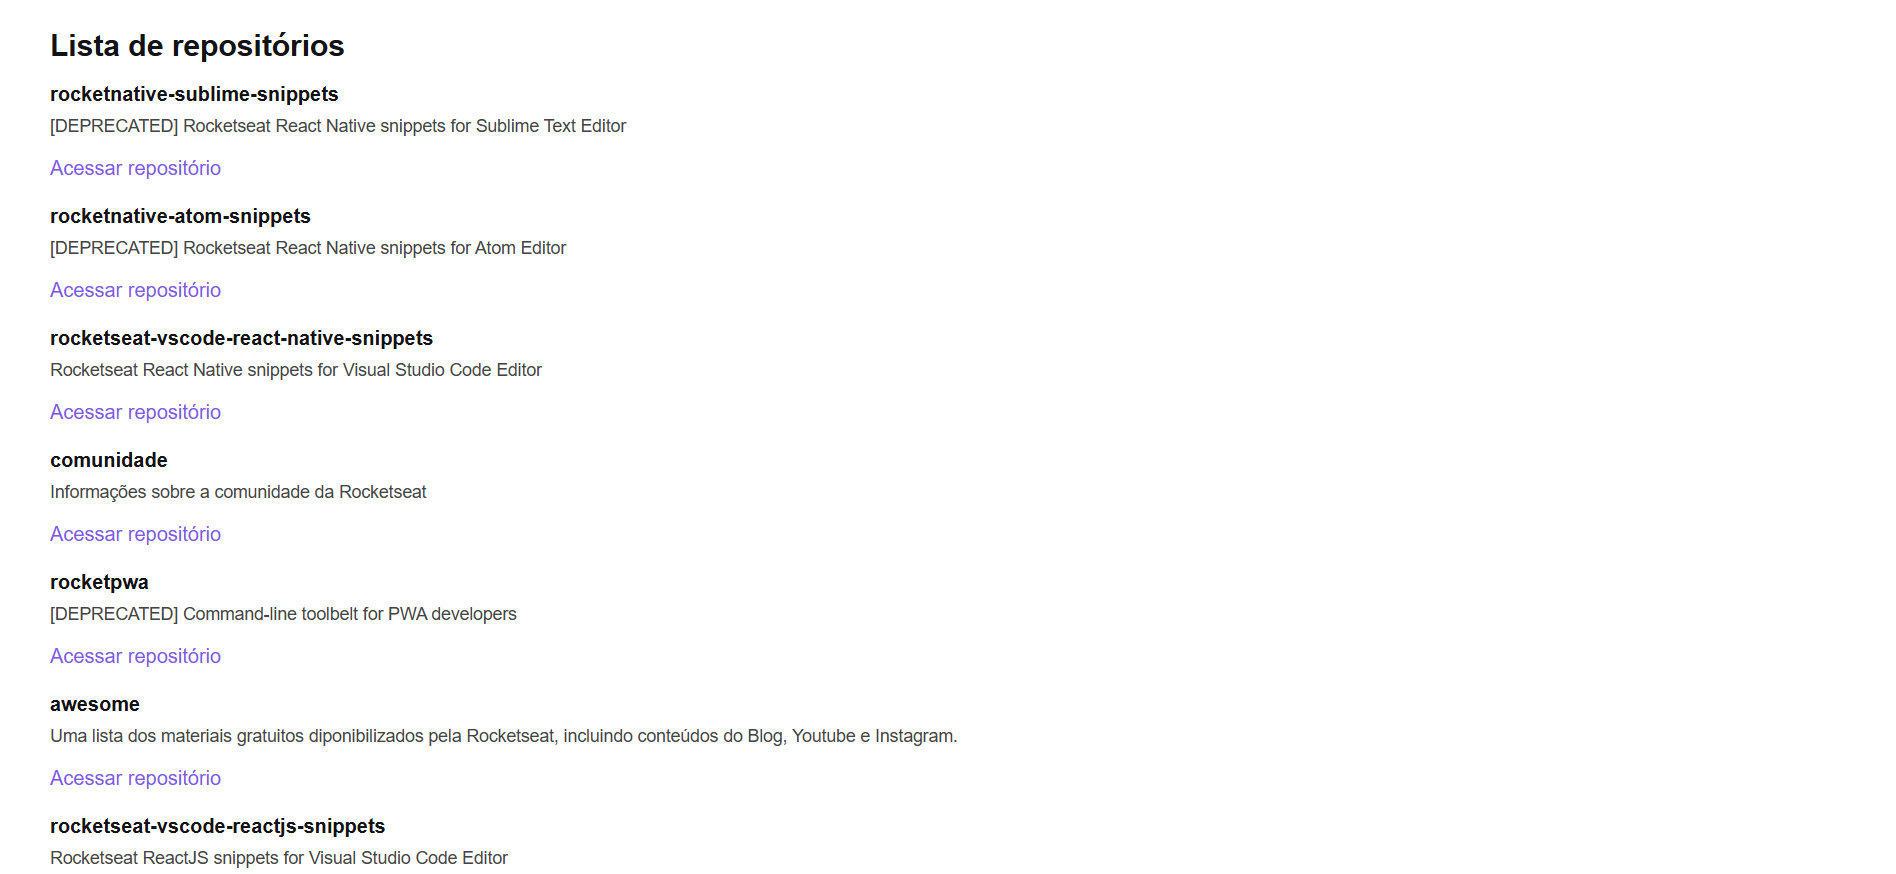 Lista de repositórios
rocketnative-sublime-snippets
[DEPRECATED] Rocketseat React Native snippets for Sublime Text Editor
Acessar repositório
rocketnative-atom-snippets
[DEPRECATED] Rocketseat React Native snippets for Atom Editor
Acessar repositório
rocketseat-vscode-react-native-snippets
Rocketseat React Native snippets for Visual Studio Code Editor
Acessar repositório
comunidade
Informações sobre a comunidade da Rocketseat
Acessar repositório
rocketpwa
[DEPRECATED] Command-line toolbelt for PWA developers
Acessar repositório
awesome
Uma lista dos materiais gratuitos diponibilizados pela Rocketseat, incluindo conteúdos do Blog, Youtube e Instagram.
Acessar repositório
rocketseat-vscode-reactjs-snippets
Rocketseat ReactJS snippets for Visual Studio Code Editor